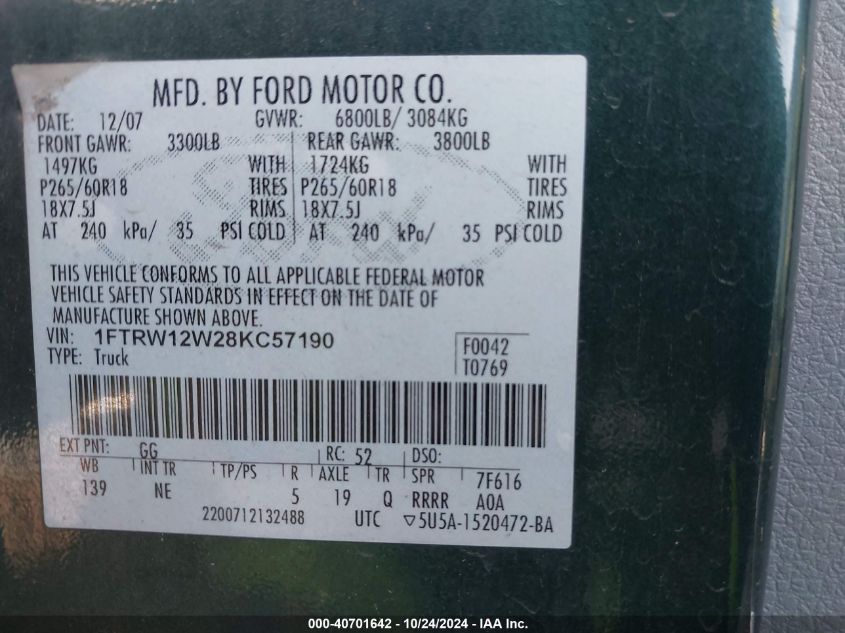 MFD. BY FORD MOTOR CO.
DATE: 12/07 GVWR: 6800LB/ 3084KG
FRONT GAWR: 3300LB REAR GAWR: 3800LB
1497KG WITH 1724KG WITH
P265/60R18 TIRES P265/60R18 TIRES
18X7.5J RIMS 18X7.5J RIMS
AT 240 kPa/ 35 PSI COLD AT 240 kPa/ 35 PSI COLD
THIS VEHICLE CONFORMS TO ALL APPLICABLE FEDERAL MOTOR
VEHICLE SAFETY STANDARDS IN EFFECT ON THE DATE OF
MANUFACTURE SHOWN ABOVE.
VIN: 1FTRW12W28KC57190 F0042
TYPE: Truck T0769
EXT PNT: GG RC: 52 DSO:
WB INT TR TP/PS R AXLE TR SPR 7F616
139 NE 5 19 Q RRRR A0A
2200712132488 UTC ▽5U5A-1520472-BA
000-40701642 - 10/24/2024 - IAA Inc.